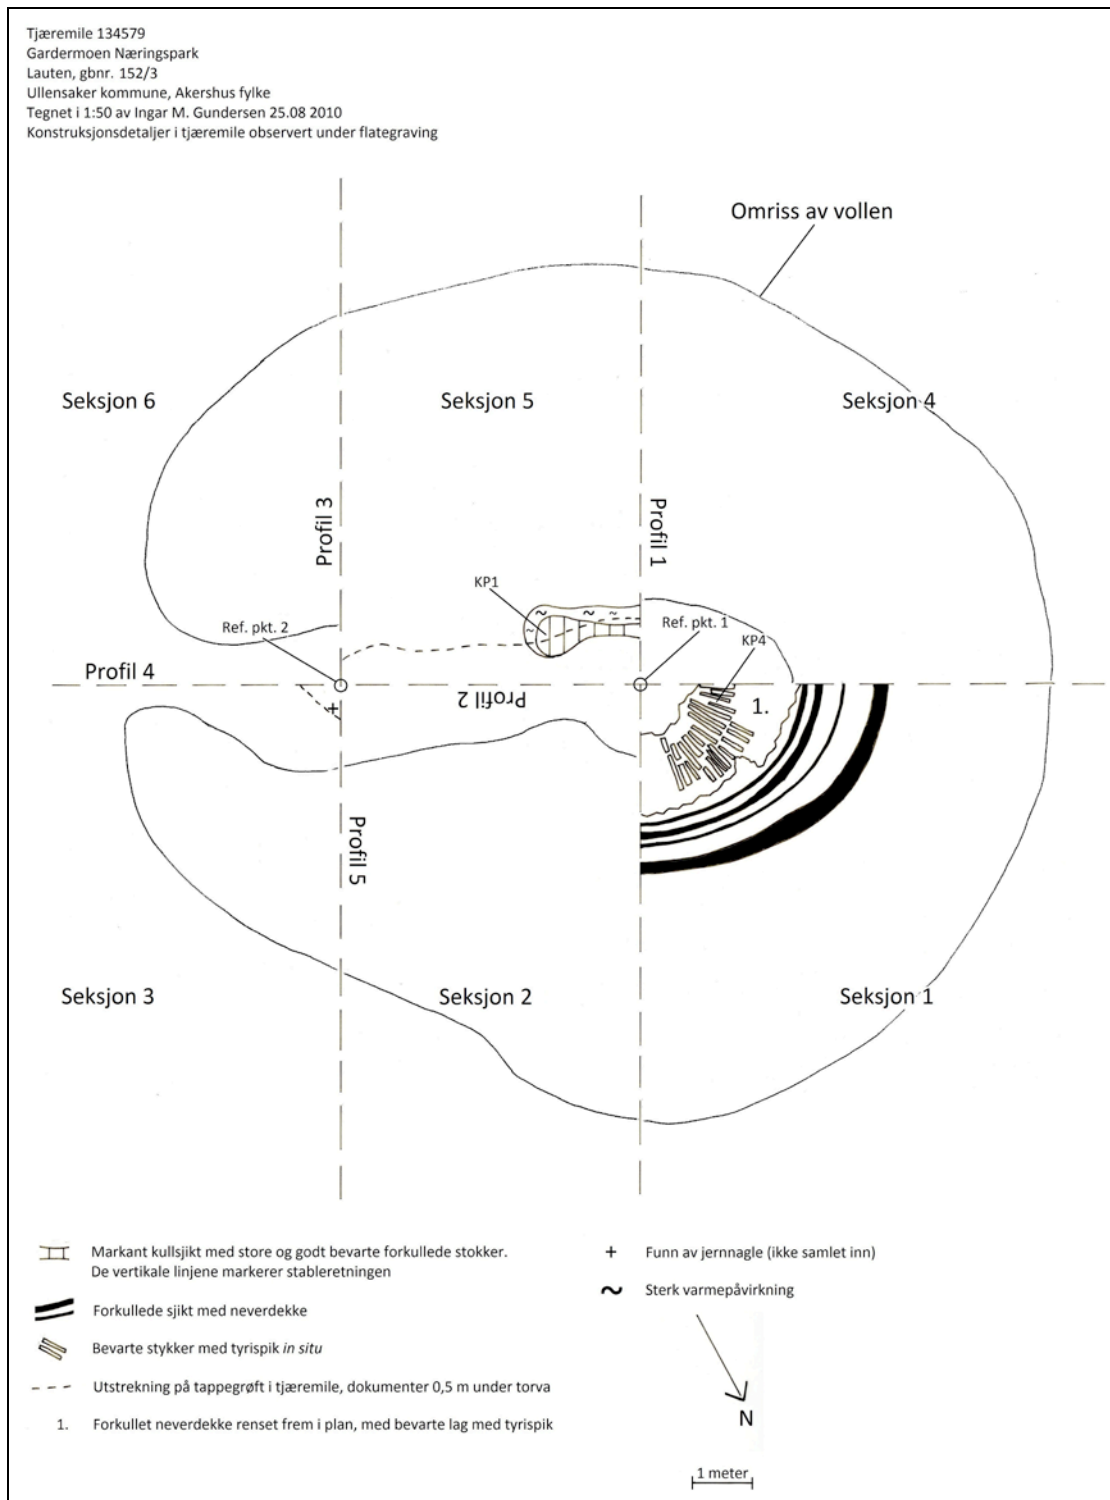 Tjæremile 134579
Gardermoen Næringspark
Lauten, gbnr. 152/3
Ullensaker kommune, Akershus fylke
Tegnet i 1:50 av Ingar M. Gundersen 25.08 2010
Konstruksjonsdetaljer i tjæremile observert under flategraving
Omriss av vollen
Seksjon 6
Seksjon 5
Seksjon 4
Profil 3
Profil 1
KP1
Ref. pkt. 2
Ref. pkt. 1
KP4
Profil 4
Profil 2
1.
Profil 5
Seksjon 3
Seksjon 2
Seksjon 1
Markant kullsjikt med store og godt bevarte forkullede stokker.
De vertikale linjene markerer stableretningen
Forkullede sjikt med neverdekke
Bevarte stykker med tyrispik in situ
Utstrekning på tappegrøft i tjæremile, dokumenter 0,5 m under torva
1. Forkullet neverdekke renset frem i plan, med bevarte lag med tyrispik
+ Funn av jernnagle (ikke samlet inn)
~ Sterk varmepåvirkning
N
1 meter